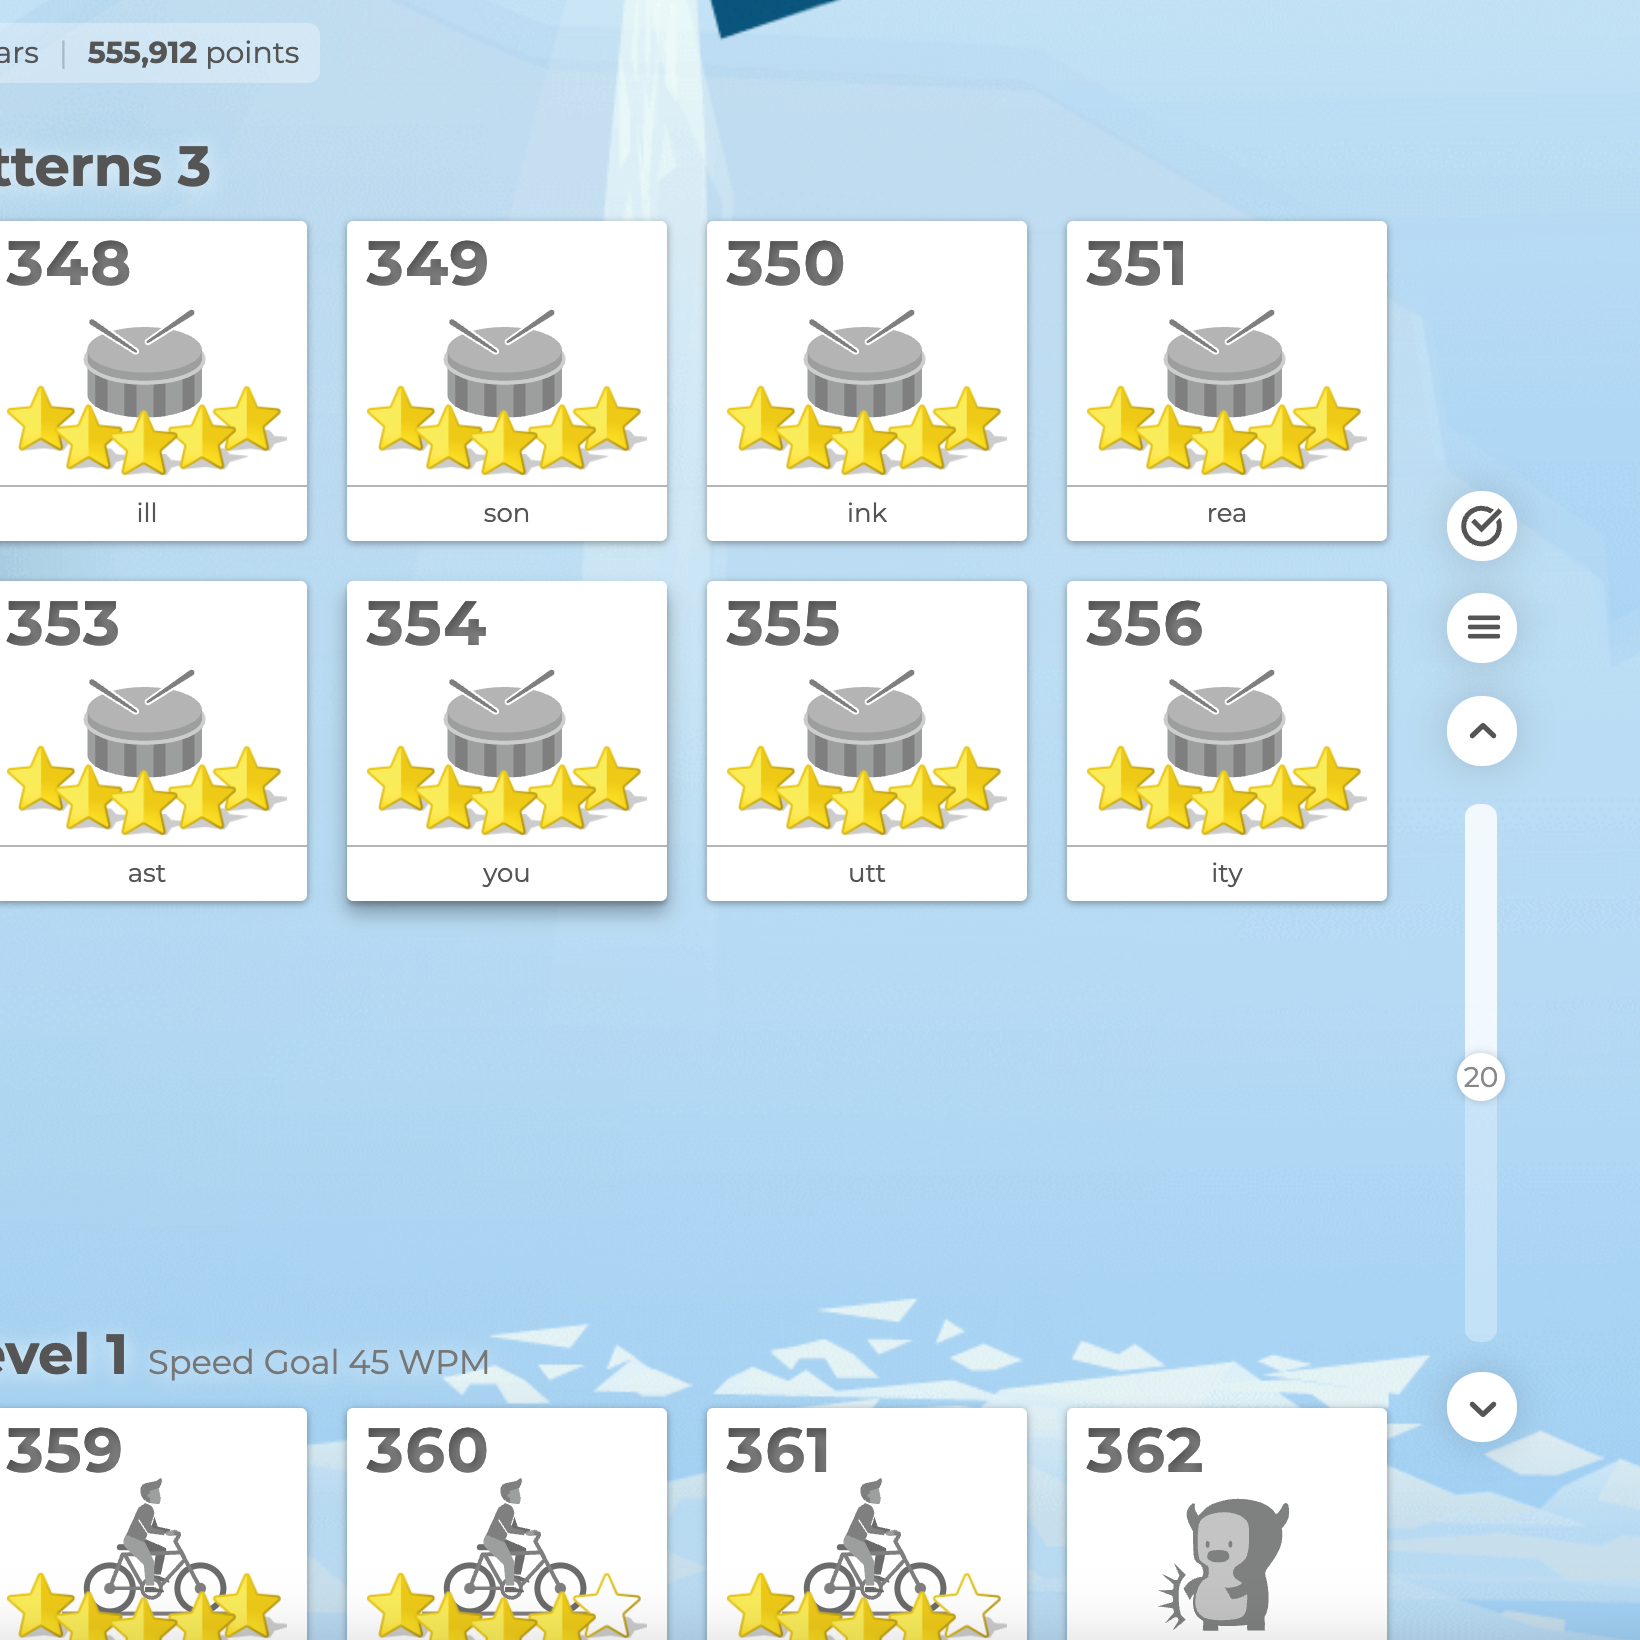 ars | 555,912 points
tterns 3
348 349 350 351
ill son ink rea
353 354 355 356
ast you utt ity
20
evel 1 Speed Goal 45 WPM
359 360 361 362